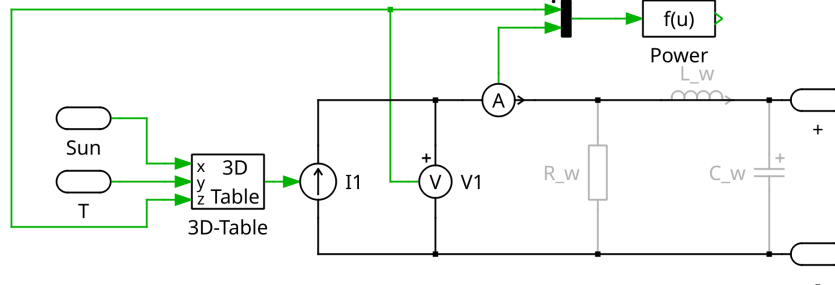 f(u)
Power
L_w
A
+
Sun
x
3D
y
z
Table
T
3D-Table
I1
+
V
V1
R_w
C_w
+